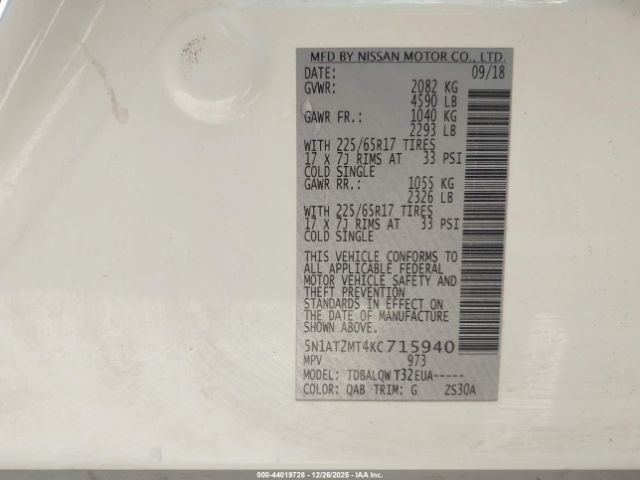 MFD BY NISSAN MOTOR CO., LTD.
DATE: 09/18
GVWR: 2082 KG
4590 LB
GAWR FR.: 1040 KG
2293 LB
WITH 225/65R17 TIRES
17 X 7J RIMS AT 33 PSI
COLD SINGLE
GAWR RR.: 1055 KG
2326 LB
WITH 225/65R17 TIRES
17 X 7J RIMS AT 33 PSI
COLD SINGLE
THIS VEHICLE CONFORMS TO
ALL APPLICABLE FEDERAL
MOTOR VEHICLE SAFETY AND
THEFT PREVENTION
STANDARDS IN EFFECT ON
THE DATE OF MANUFACTURE
SHOWN ABOVE.
5N1AT2MT4KC715940
MPV 973
MODEL: TDBALQWT32EUA-----
COLOR: QAB TRIM: G ZS30A
000-44019728 - 12/26/2025 - Copyright © 2025 IAA, Inc.